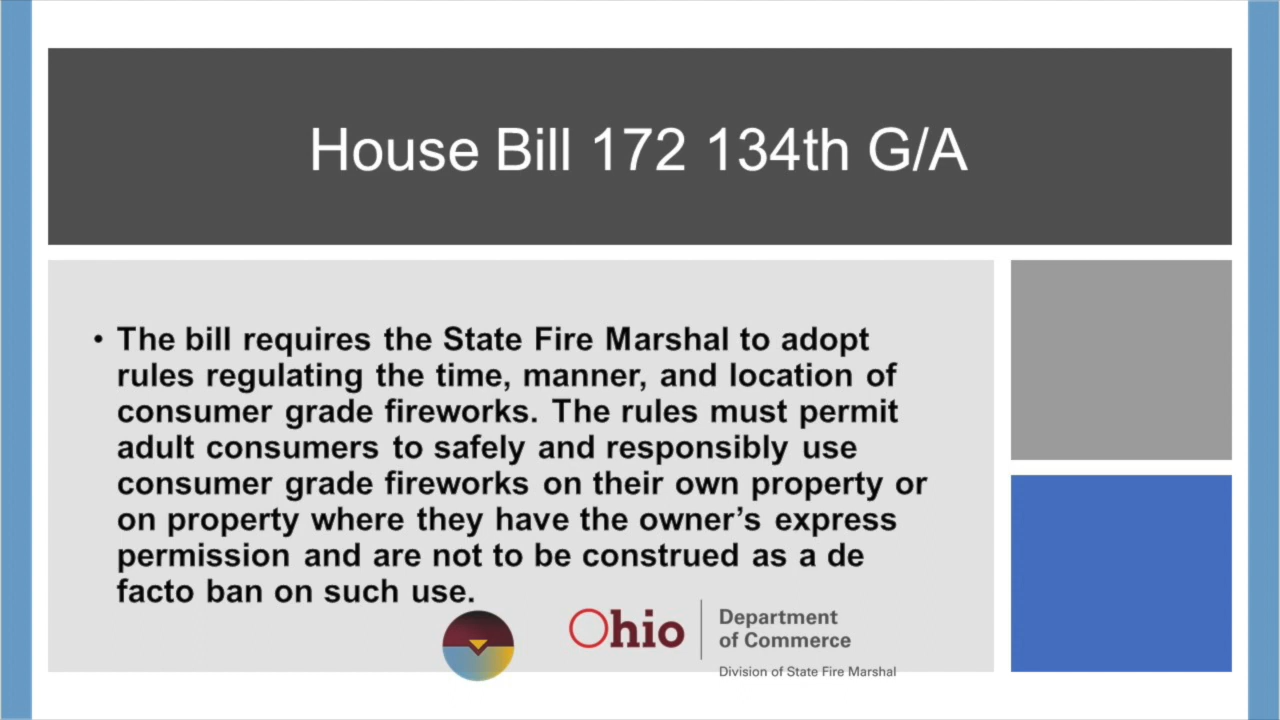 House Bill 172 134th G/A
• The bill requires the State Fire Marshal to adopt
rules regulating the time, manner, and location of
consumer grade fireworks. The rules must permit
adult consumers to safely and responsibly use
consumer grade fireworks on their own property or
on property where they have the owner’s express
permission and are not to be construed as a de
facto ban on such use.
Ohio
Department
of Commerce
Division of State Fire Marshal